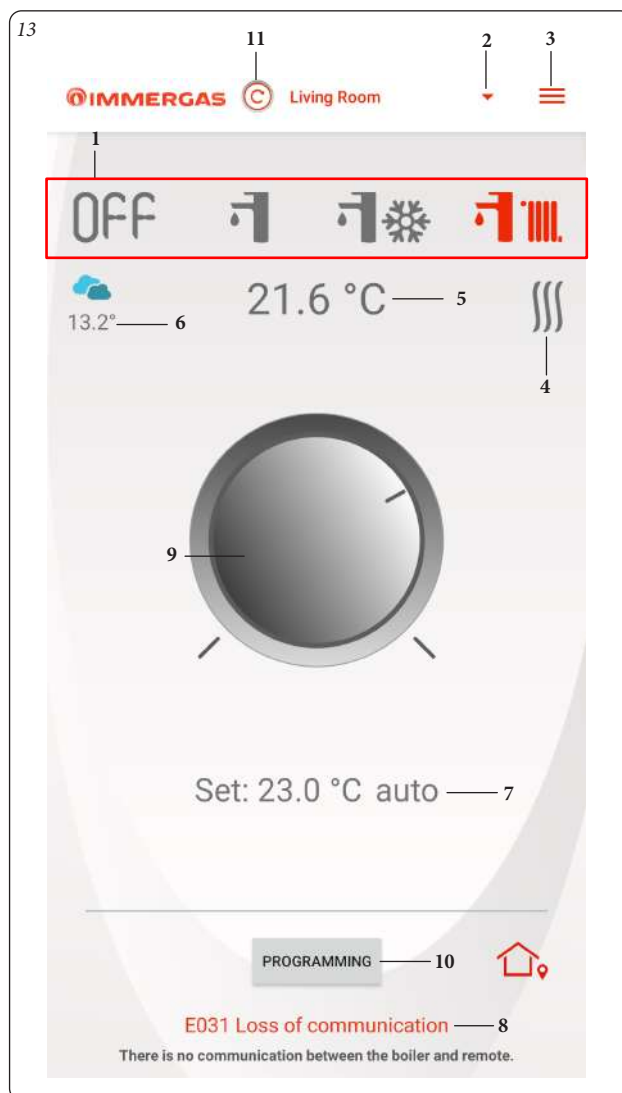 13
11 2 3
IMMERGAS C Living Room
1
OFF
21.6 °C 5
13.2° 6
4
9
Set: 23.0 °C auto 7
PROGRAMMING 10
E031 Loss of communication 8
There is no communication between the boiler and remote.